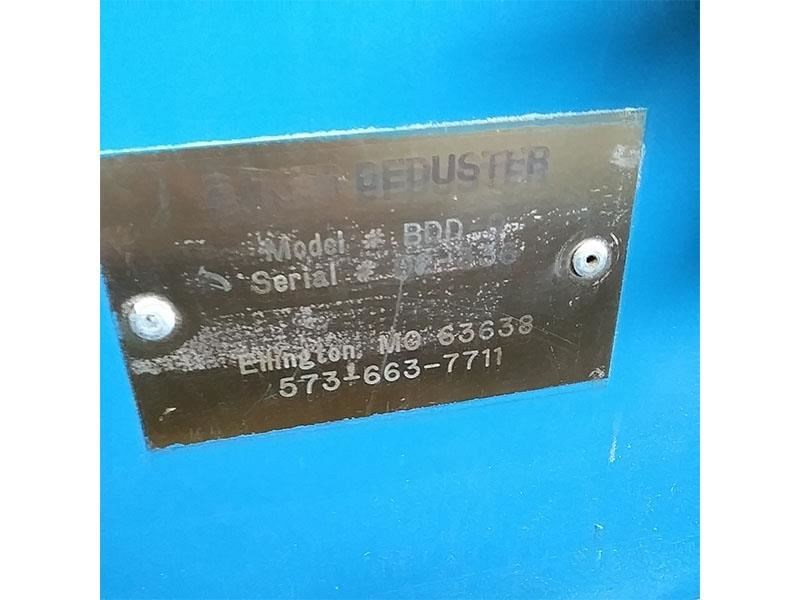 DEDUSTER
Model # BDD
Serial #
Ellington, MO 63638
573-663-7711